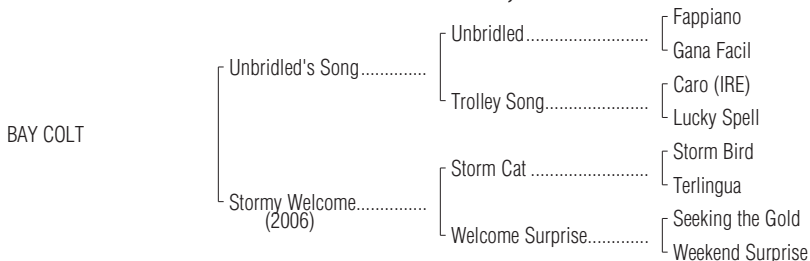 Fappiano
Unbridled..........................
Gana Facil
Unbridled's Song..............
Caro (IRE)
Trolley Song......................
Lucky Spell
BAY COLT
Storm Bird
Storm Cat .........................
Terlingua
Stormy Welcome...............
(2006)
Seeking the Gold
Welcome Surprise.............
Weekend Surprise